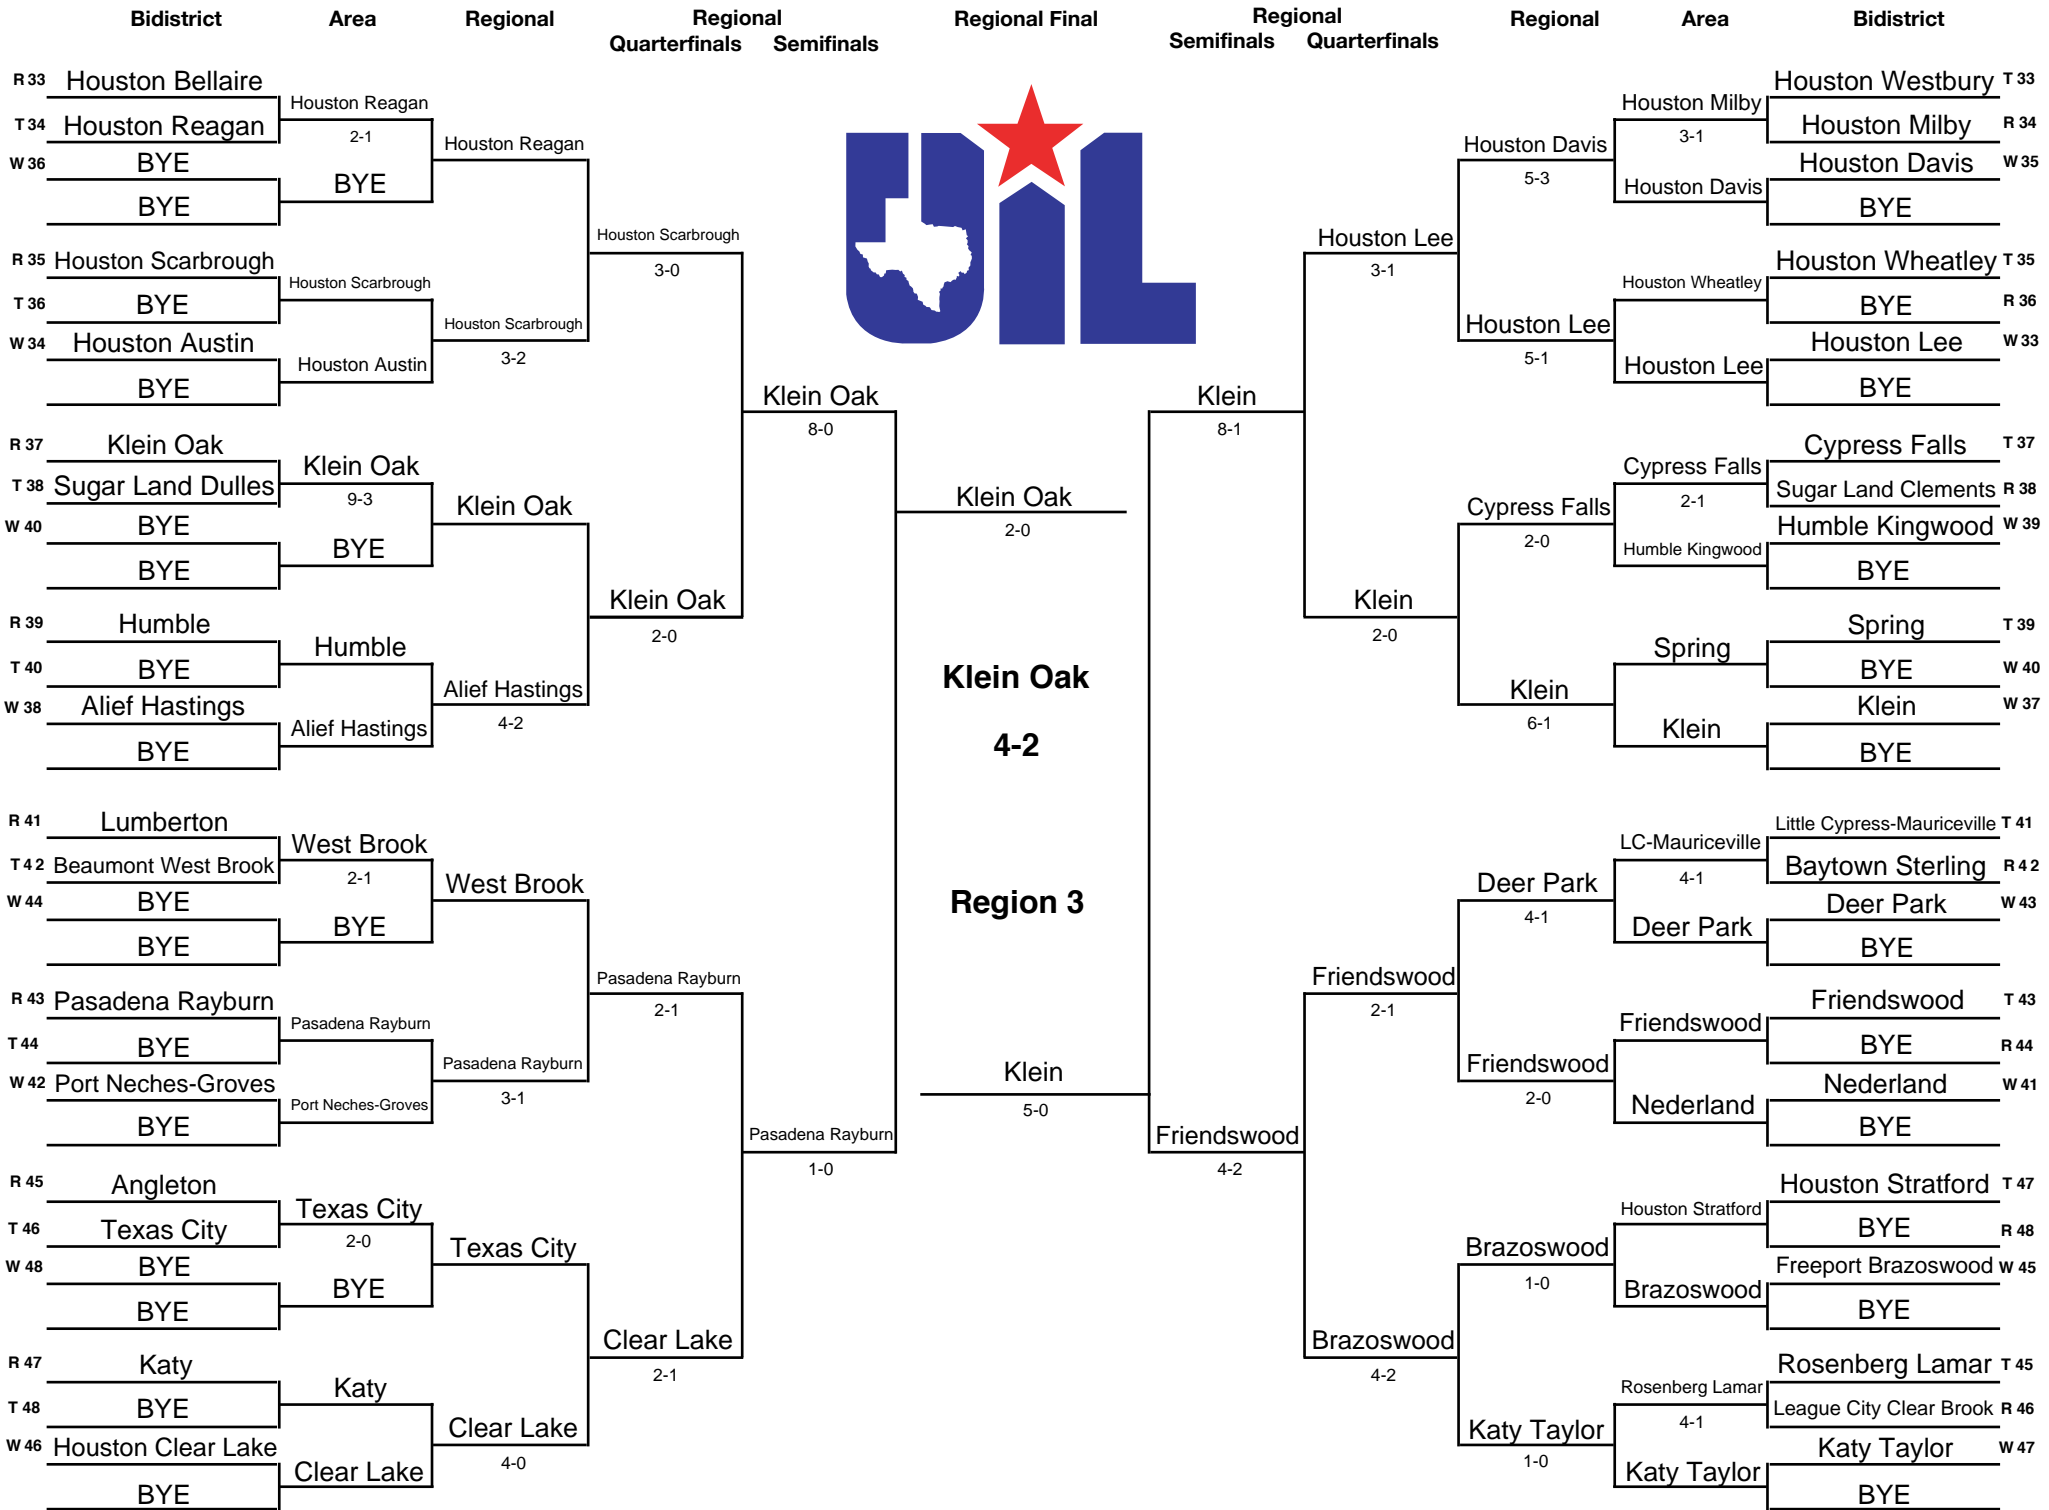 Bidistrict Area Regional Regional Regional Final Regional Regional Area Bidistrict
Quarterfinals Semifinals Semifinals Quarterfinals
R 33 Houston Bellaire
Houston Reagan
T 34 Houston Reagan
2-1
Houston Reagan
W 36 BYE
BYE
BYE
Houston Scarbrough
3-0
R 35 Houston Scarbrough
Houston Scarbrough
T 36 BYE
Houston Scarbrough
3-2
W 34 Houston Austin
Houston Austin
BYE
Klein Oak
8-0
R 37 Klein Oak
Klein Oak
T 38 Sugar Land Dulles
9-3
Klein Oak
W 40 BYE
BYE
BYE
Klein Oak
2-0
R 39 Humble
Humble
T 40 BYE
Alief Hastings
4-2
W 38 Alief Hastings
Alief Hastings
BYE
R 41 Lumberton
West Brook
T 4 2 Beaumont West Brook
2-1
West Brook
W 44 BYE
BYE
BYE
Pasadena Rayburn
2-1
R 43 Pasadena Rayburn
Pasadena Rayburn
T 44 BYE
Pasadena Rayburn
3-1
W 42 Port Neches-Groves
Port Neches-Groves
BYE
Pasadena Rayburn
1-0
R 45 Angleton
Texas City
T 46 Texas City
2-0
Texas City
W 48 BYE
BYE
BYE
Clear Lake
2-1
R 47 Katy
Katy
T 48 BYE
Clear Lake
4-0
W 46 Houston Clear Lake
Clear Lake
BYE
UIL
Klein Oak
2-0
Klein Oak
4-2
Region 3
Klein
5-0
Houston Westbury T 33
Houston Milby
Houston Milby R 34
3-1
Houston Davis
5-3
Houston Davis W 35
Houston Davis
BYE
Houston Lee
3-1
Houston Wheatley T 35
Houston Wheatley
BYE R 36
Houston Lee
5-1
Houston Lee W 33
Houston Lee
BYE
Klein
8-1
Cypress Falls T 37
Cypress Falls
Sugar Land Clements R 38
2-1
Cypress Falls
2-0
Humble Kingwood W 39
Humble Kingwood
BYE
Klein
2-0
Spring T 39
Spring
BYE W 40
Klein
6-1
Klein W 37
Klein
BYE
Little Cypress-Mauriceville T 41
LC-Mauriceville
Baytown Sterling R 4 2
4-1
Deer Park
4-1
Deer Park W 43
Deer Park
BYE
Friendswood
2-1
Friendswood T 43
Friendswood
BYE R 44
Friendswood
2-0
Nederland W 41
Nederland
BYE
Friendswood
4-2
Houston Stratford T 47
Houston Stratford
BYE R 48
Brazoswood
1-0
Freeport Brazoswood W 45
Brazoswood
BYE
Brazoswood
4-2
Rosenberg Lamar T 45
Rosenberg Lamar
League City Clear Brook R 46
4-1
Katy Taylor
1-0
Katy Taylor W 47
Katy Taylor
BYE